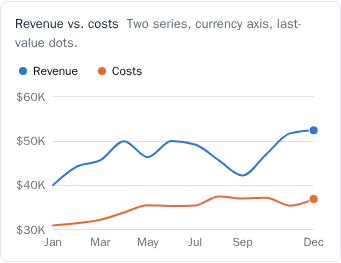 Revenue vs. costs Two series, currency axis, last-
value dots.
Revenue Costs
$60K
$50K
$40K
$30K
Jan Mar May Jul Sep Dec